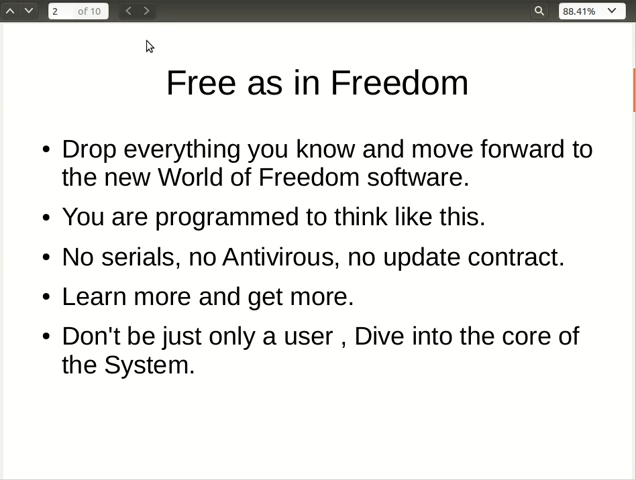 2 of 10 88.41%
Free as in Freedom
• Drop everything you know and move forward to
the new World of Freedom software.
• You are programmed to think like this.
• No serials, no Antivirous, no update contract.
• Learn more and get more.
• Don't be just only a user , Dive into the core of
the System.